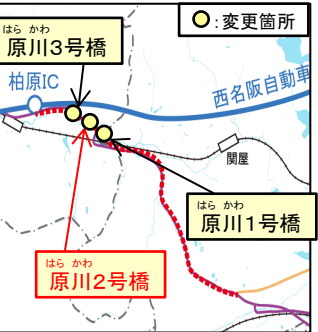 ○:変更箇所
はら かわ
原川3号橋
柏原IC
西名阪自動車
関屋
はら かわ
原川1号橋
はら かわ
原川2号橋